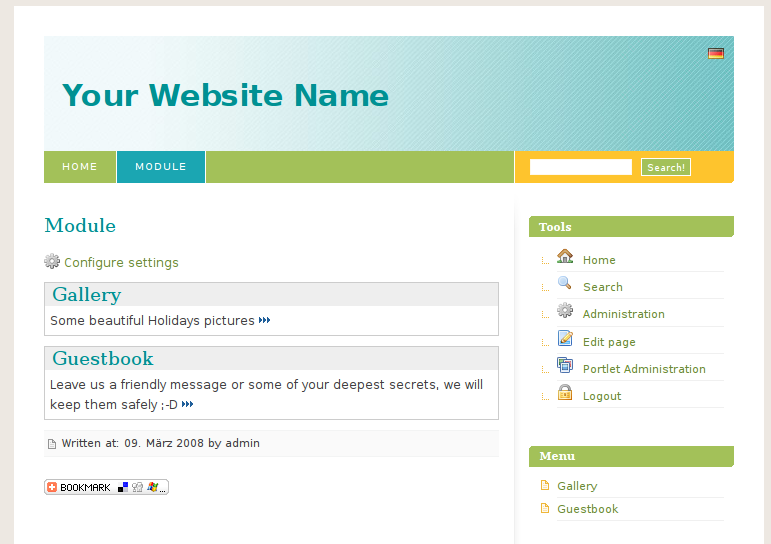 Your Website Name
HOME
MODULE
Search!
Module
Configure settings
Gallery
Some beautiful Holidays pictures
Guestbook
Leave us a friendly message or some of your deepest secrets, we will
keep them safely ;-D
Written at: 09. März 2008 by admin
BOOKMARK ...
Tools
Home
Search
Administration
Edit page
Portlet Administration
Logout
Menu
Gallery
Guestbook